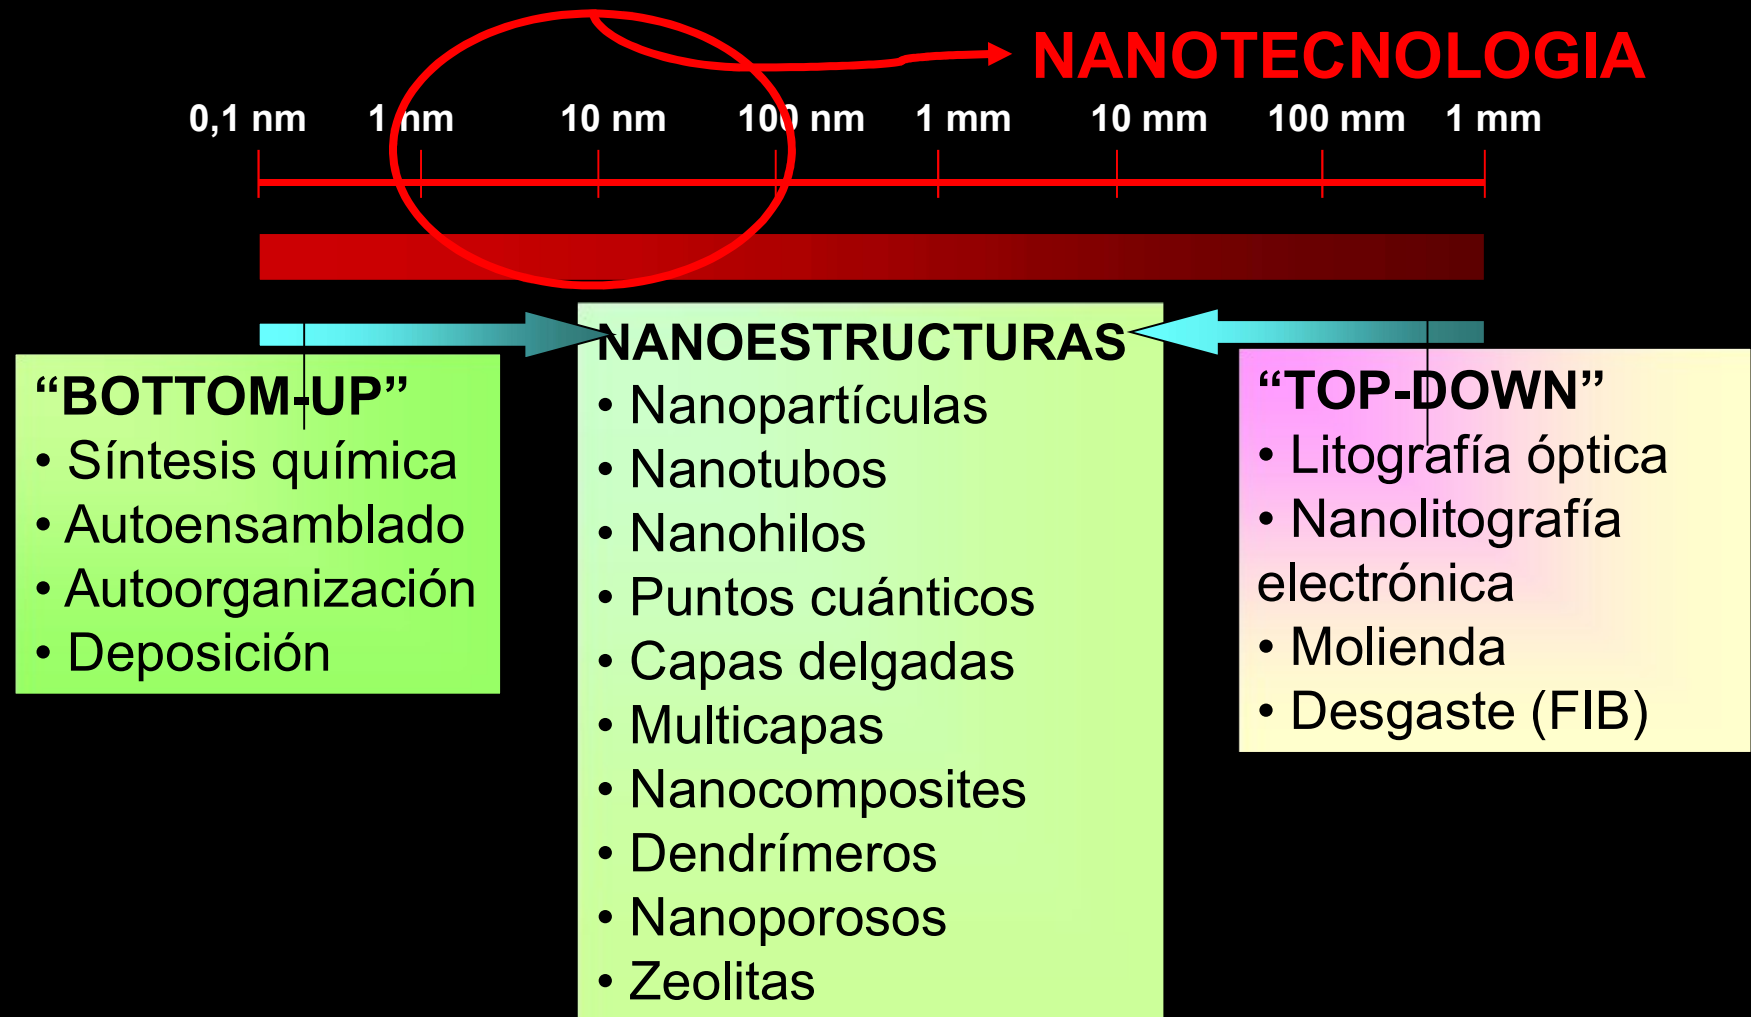 NANOTECNOLOGIA
0,1 nm 1 nm 10 nm 100 nm 1 mm 10 mm 100 mm 1 mm
“BOTTOM-UP”
• Síntesis química
• Autoensamblado
• Autoorganización
• Deposición
NANOESTRUCTURAS
• Nanopartículas
• Nanotubos
• Nanohilos
• Puntos cuánticos
• Capas delgadas
• Multicapas
• Nanocomposites
• Dendrímeros
• Nanoporosos
• Zeolitas
“TOP-DOWN”
• Litografía óptica
• Nanolitografía
electrónica
• Molienda
• Desgaste (FIB)